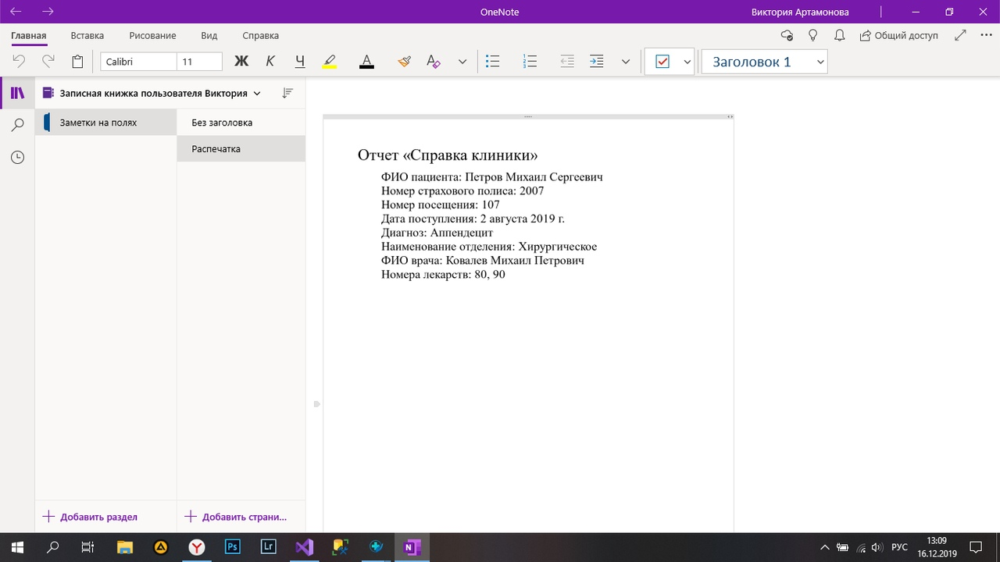 OneNote
Виктория Артамонова
Главная
Вставка
Рисование
Вид
Справка
Общий доступ
Calibri
11
Ж
К
Ч
А
Заголовок 1
Записная книжка пользователя Виктория
Заметки на полях
Без заголовка
Распечатка
Отчет «Справка клиники»
ФИО пациента: Петров Михаил Сергеевич
Номер страхового полиса: 2007
Номер посещения: 107
Дата поступления: 2 августа 2019 г.
Диагноз: Аппендецит
Наименование отделения: Хирургическое
ФИО врача: Ковалев Михаил Петрович
Номера лекарств: 80, 90
Добавить раздел
Добавить страни...
Ps
Lr
N
РУС
13:09
16.12.2019